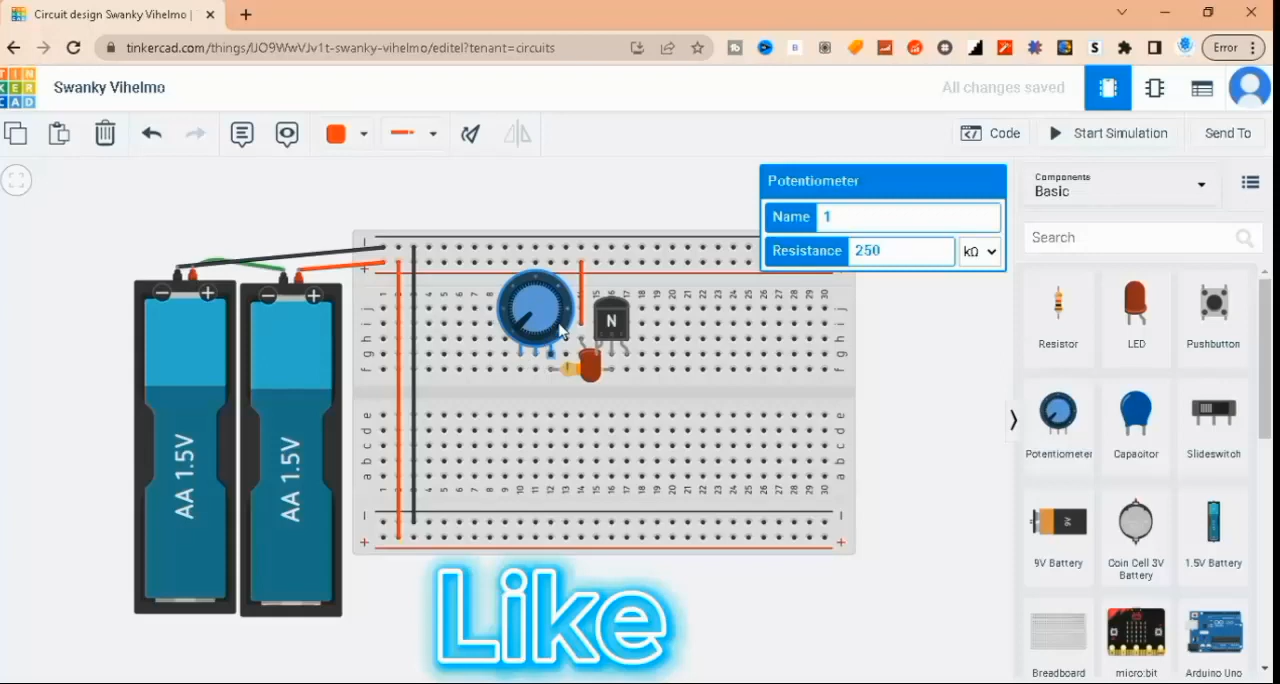 Circuit design Swanky Vihelmo |
tinkercad.com/things/lJO9WwVJv1t-swanky-vihelmo/editel?tenant=circuits
Error
TIN
KER
CAD
Swanky Vihelmo
All changes saved
Code
Start Simulation
Send To
Potentiometer
Name 1
Resistance 250 kΩ
Components
Basic
Search
Resistor
LED
Pushbutton
Potentiometer
Capacitor
Slideswitch
9V Battery
Coin Cell 3V
Battery
1.5V Battery
Breadboard
micro:bit
Arduino Uno
AA 1.5V
AA 1.5V
N
Like